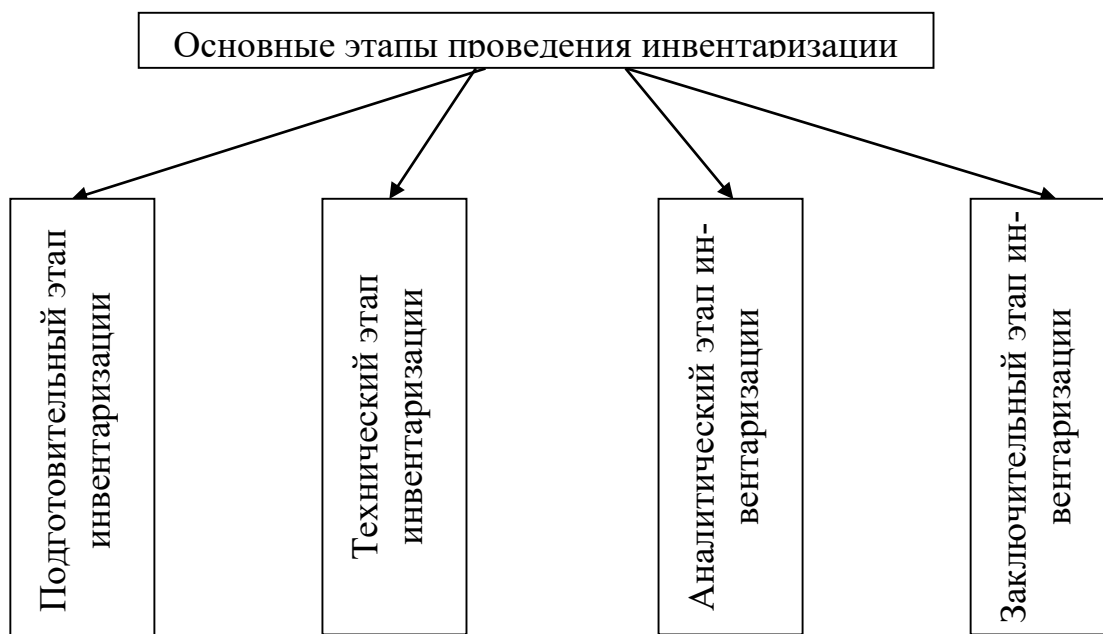 Основные этапы проведения инвентаризации
Подготовительный этап
инвентаризации
Технический этап
инвентаризации
Аналитический этап ин-
вентаризации
Заключительный этап ин-
вентаризации